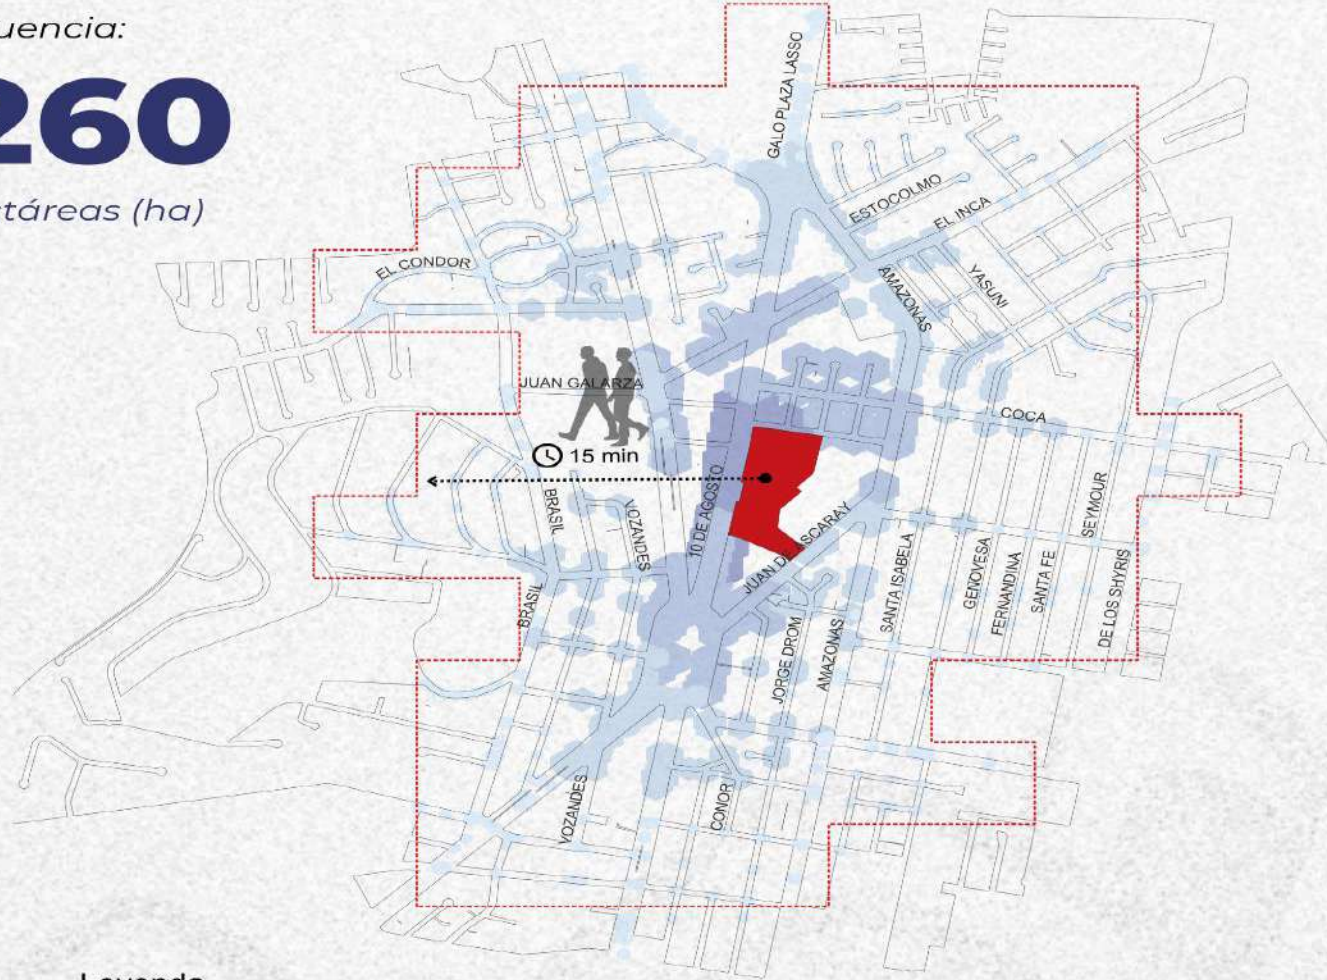 uencia:
260
ctáreas (ha)
GALO PLAZA LASSO
ESTOCOLMO
EL INCA
EL CONDOR
AMAZONAS
YASUNI
JUAN GALARZA
COCA
15 min
BRASIL
VOZANDES
10 DE AGOSTO
JUAN DE ASCARAY
SEYMOUR
SANTA ISABELA
GENOVESA
FERNANDINA
SANTA FE
DE LOS SHYRIS
BRASIL
JORGE DROM
AMAZONAS
VOZANDES
CONOR
Leyenda